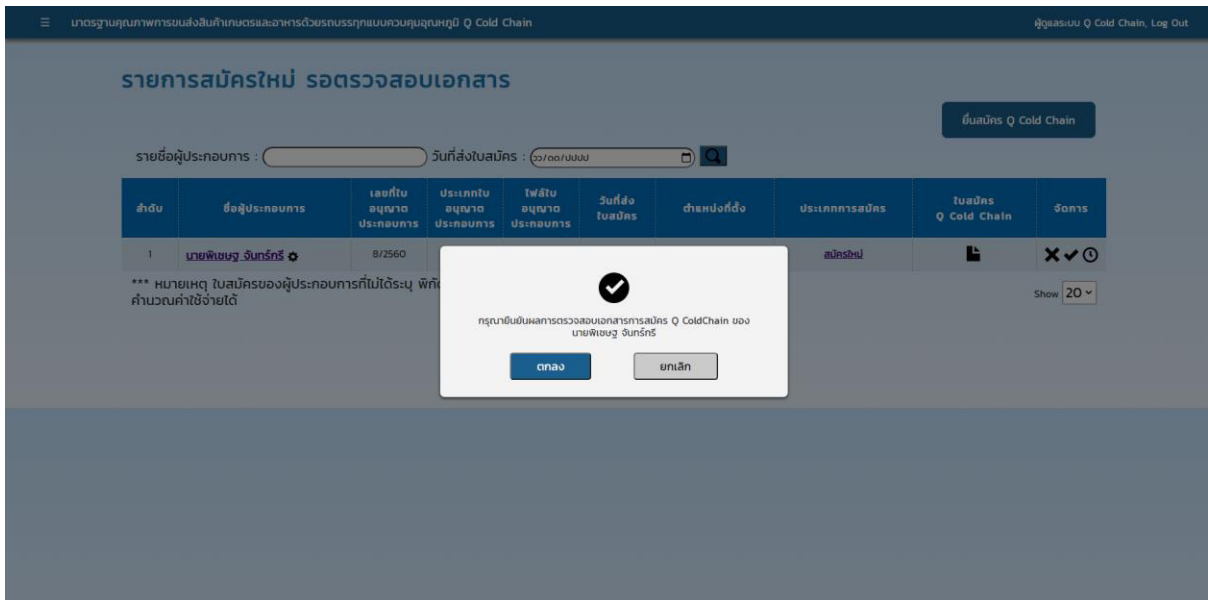 มาตรฐานคุณภาพการขนส่งสินค้าเกษตรและอาหารด้วยรถบรรทุกแบบควบคุมอุณหภูมิ Q Cold Chain
ผู้ดูแลระบบ Q Cold Chain, Log Out
รายการสมัครใหม่ รอตรวจสอบเอกสาร
ยื่นสมัคร Q Cold Chain
รายชื่อผู้ประกอบการ : วันที่ส่งใบสมัคร : วว/ดด/ปปปป
ลำดับ
ชื่อผู้ประกอบการ
เลขที่ใบ
อนุญาต
ประกอบการ
ประเภทใบ
อนุญาต
ประกอบการ
ไฟล์ใบ
อนุญาต
ประกอบการ
วันที่ส่ง
ใบสมัคร
ตำแหน่งที่ตั้ง
ประเภทการสมัคร
ใบสมัคร
Q Cold Chain
จัดการ
1 นายพิเชษฐ จันทร์ทรี 8/2560 สมัครใหม่
*** หมายเหตุ ใบสมัครของผู้ประกอบการที่ไม่ได้ระบุ
คำนวณค่าใช้จ่ายได้
Show 20
กรุณายืนยันผลการตรวจสอบเอกสารการสมัคร Q ColdChain ของ
นายพิเชษฐ จันทร์ทรี
ตกลง
ยกเลิก